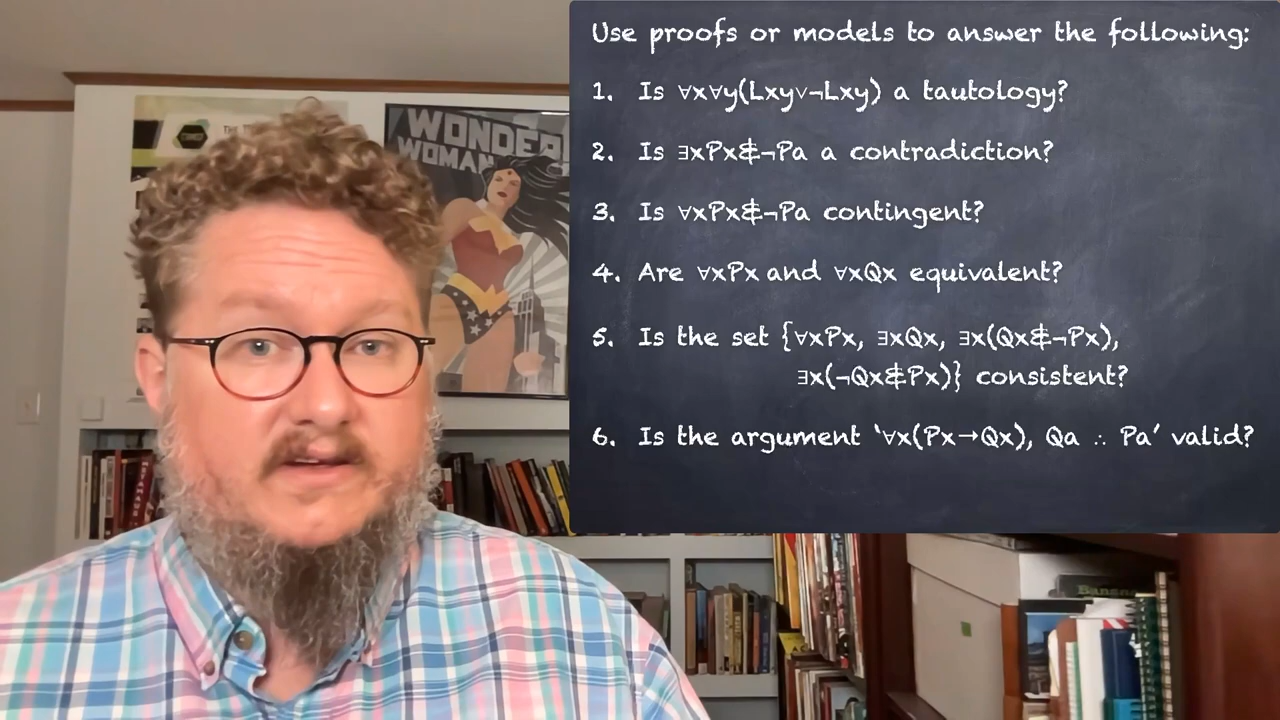 Use proofs or models to answer the following:
1. Is ∀x∀y(Lxy∨¬Lxy) a tautology?
2. Is ∃xPx&¬Pa a contradiction?
3. Is ∀xPx&¬Pa contingent?
4. Are ∀xPx and ∀xQx equivalent?
5. Is the set {∀xPx, ∃xQx, ∃x(Qx&¬Px),
∃x(¬Qx&Px)} consistent?
6. Is the argument ‘∀x(Px→Qx), Qa ∴ Pa’ valid?
WONDER
WOMAN